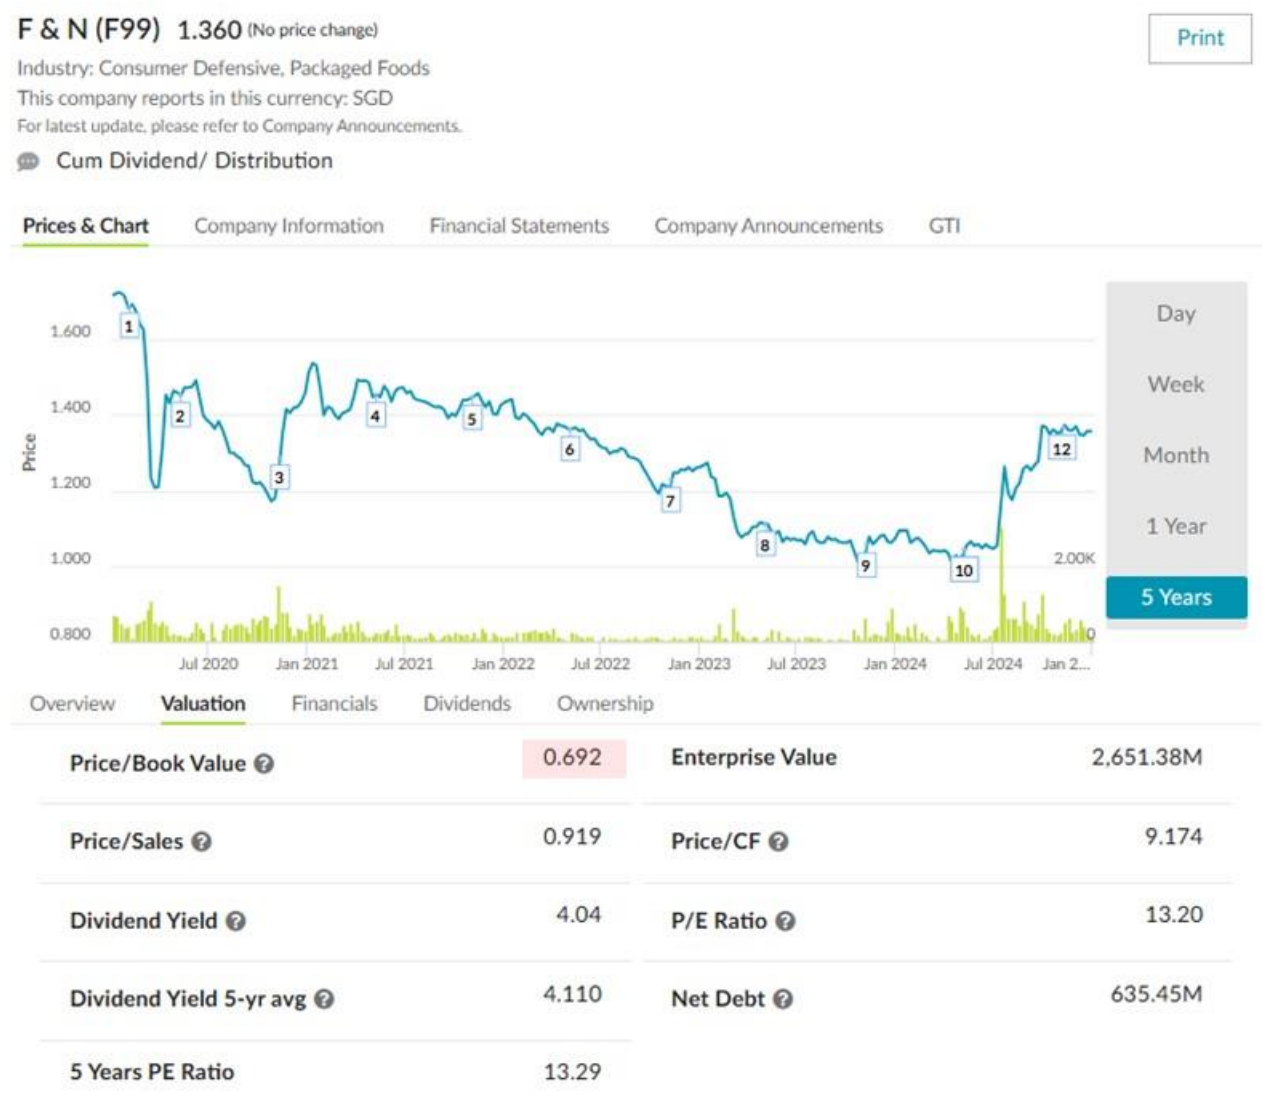 F & N (F99) 1.360 (No price change)
Print
Industry: Consumer Defensive, Packaged Foods
This company reports in this currency: SGD
For latest update, please refer to Company Announcements.
Cum Dividend/ Distribution
Prices & Chart Company Information Financial Statements Company Announcements GTI
Price
1.600
1.400
1.200
1.000
0.800
2.00K
0
1
2
3
4
5
6
7
8
9
10
12
Jul 2020 Jan 2021 Jul 2021 Jan 2022 Jul 2022 Jan 2023 Jul 2023 Jan 2024 Jul 2024 Jan 2...
Day
Week
Month
1 Year
5 Years
Overview Valuation Financials Dividends Ownership
Price/Book Value ? 0.692 Enterprise Value 2,651.38M
Price/Sales ? 0.919 Price/CF ? 9.174
Dividend Yield ? 4.04 P/E Ratio ? 13.20
Dividend Yield 5-yr avg ? 4.110 Net Debt ? 635.45M
5 Years PE Ratio 13.29